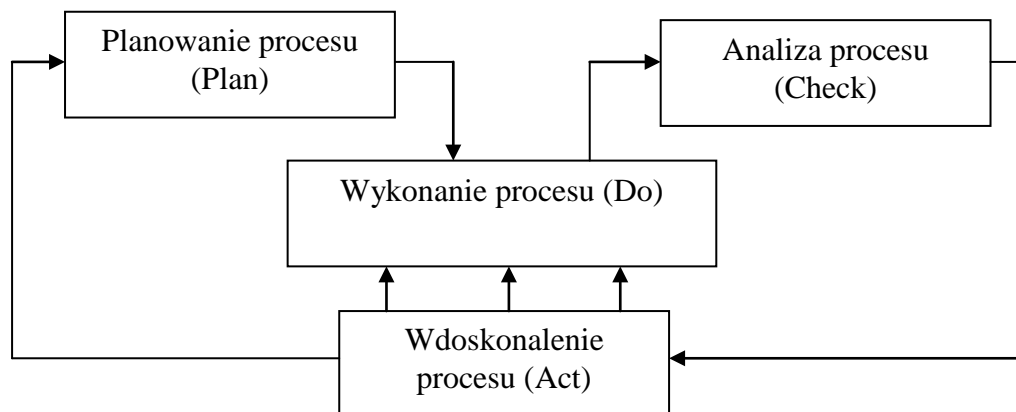 Planowanie procesu
(Plan)
Analiza procesu
(Check)
Wykonanie procesu (Do)
Wdoskonalenie
procesu (Act)